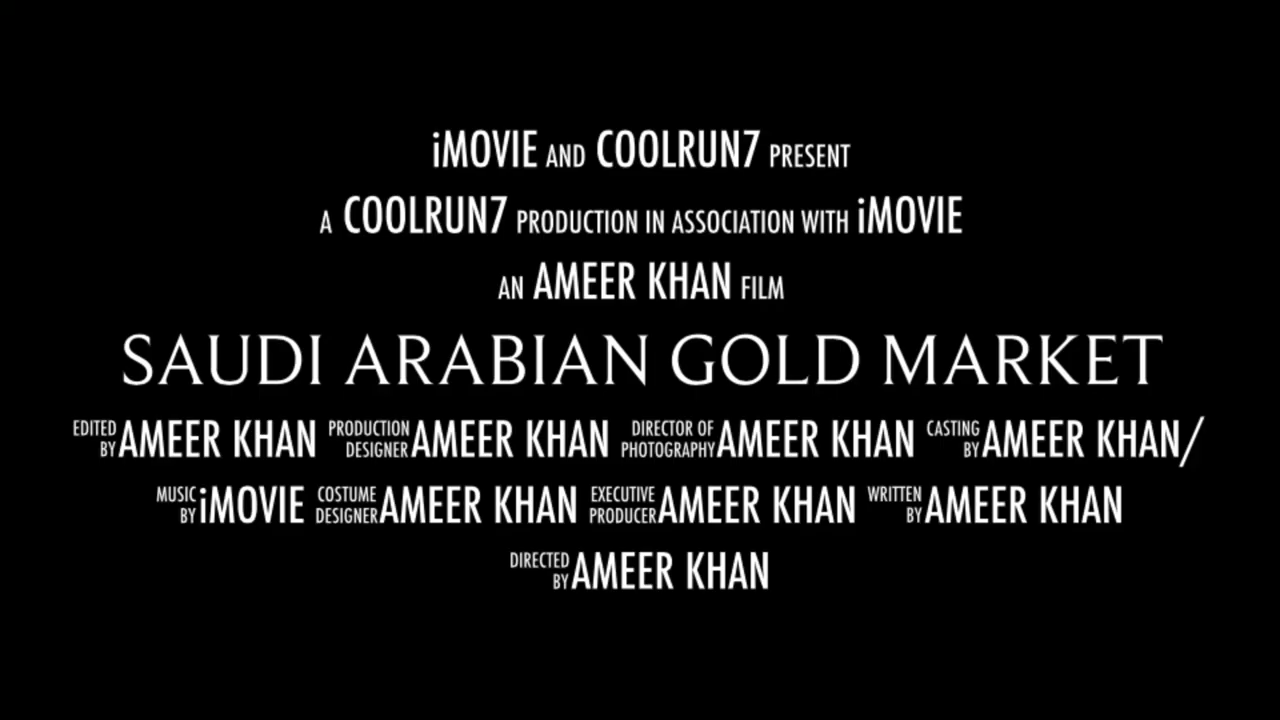 iMOVIE AND COOLRUN7 PRESENT
A COOLRUN7 PRODUCTION IN ASSOCIATION WITH iMOVIE
AN AMEER KHAN FILM
SAUDI ARABIAN GOLD MARKET
EDITED BY AMEER KHAN PRODUCTION DESIGNER AMEER KHAN DIRECTOR OF PHOTOGRAPHY AMEER KHAN CASTING BY AMEER KHAN/
MUSIC BY iMOVIE COSTUME DESIGNER AMEER KHAN EXECUTIVE PRODUCER AMEER KHAN WRITTEN BY AMEER KHAN
DIRECTED BY AMEER KHAN